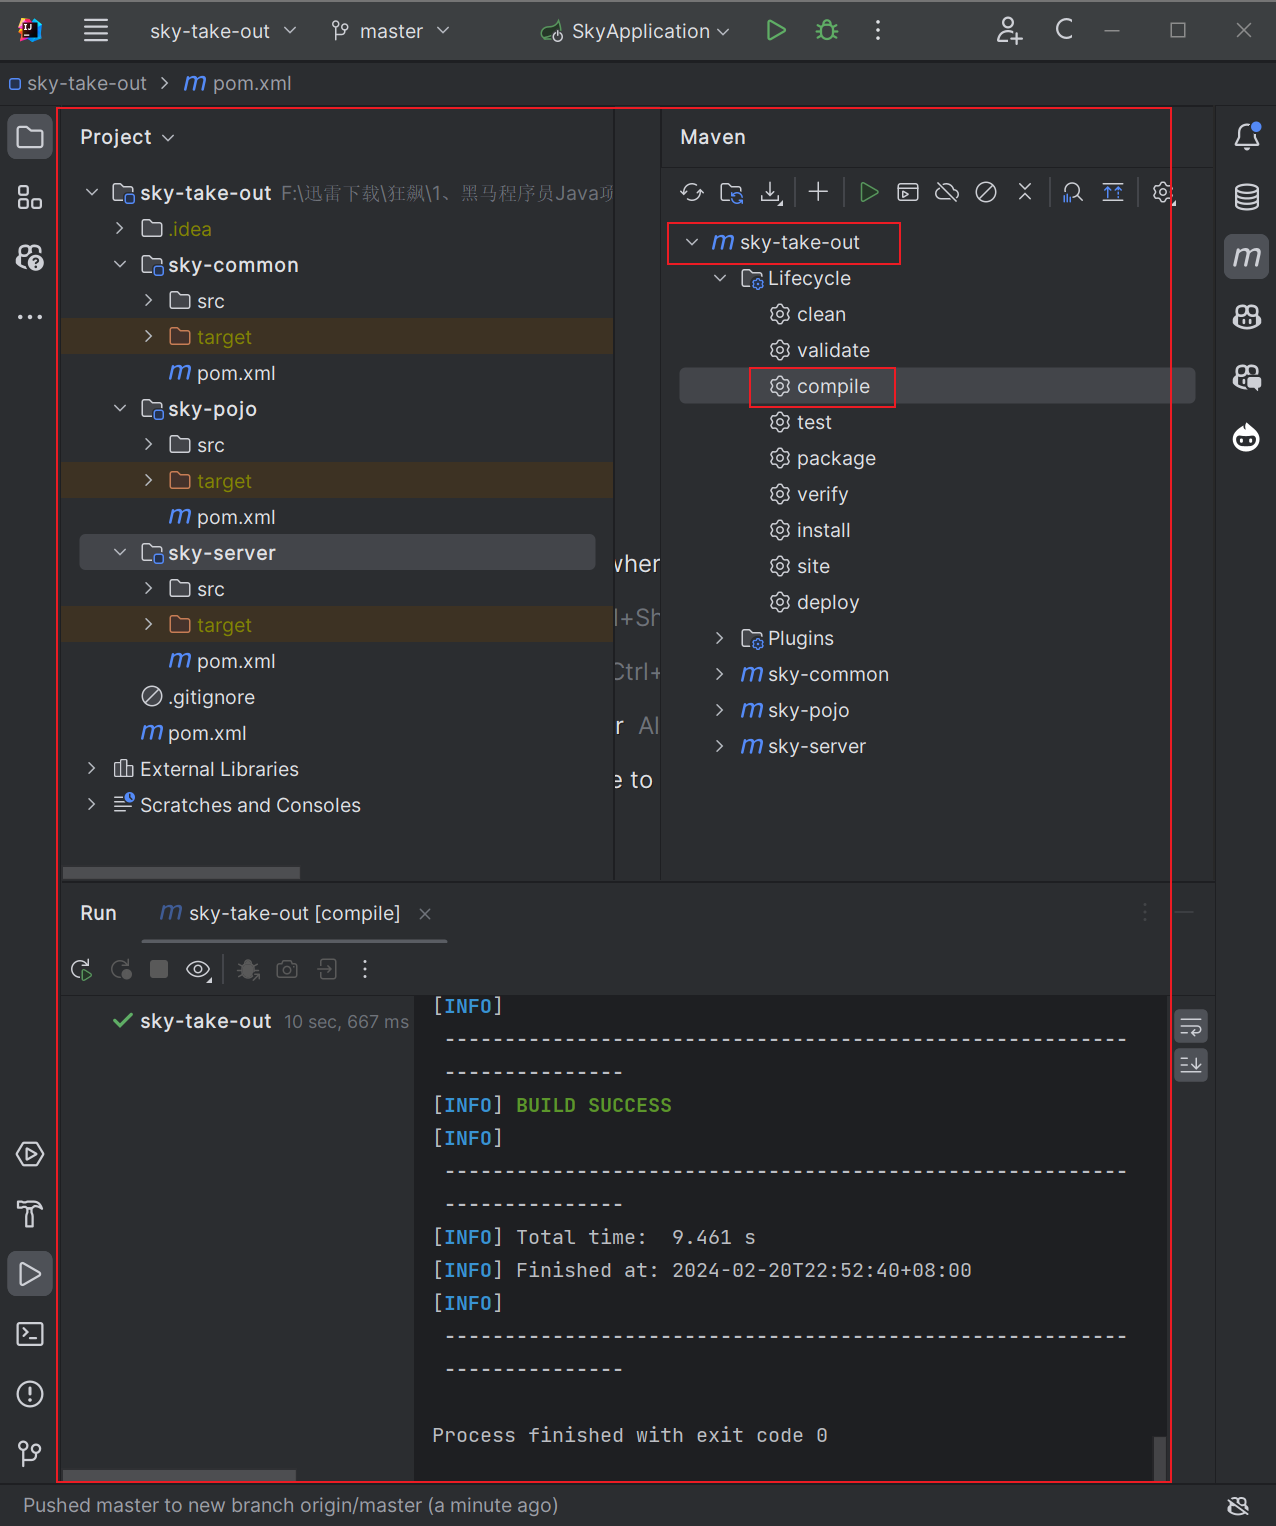 sky-take-out
master
SkyApplication
sky-take-out
m pom.xml
Project
sky-take-out F:\迅雷下载\狂飙\1、黑马程序员Java项
.idea
sky-common
src
target
m pom.xml
sky-pojo
src
target
m pom.xml
sky-server
src
target
m pom.xml
.gitignore
m pom.xml
External Libraries
Scratches and Consoles
Ctrl+
e to
Maven
m sky-take-out
Lifecycle
clean
validate
compile
test
package
verify
install
site
deploy
Plugins
m sky-common
m sky-pojo
m sky-server
m
Run
m sky-take-out [compile]
sky-take-out 10 sec, 667 ms
[INFO]
---------------------------------------------------------
---------------
[INFO] BUILD SUCCESS
[INFO]
---------------------------------------------------------
---------------
[INFO] Total time:  9.461 s
[INFO] Finished at: 2024-02-20T22:52:40+08:00
[INFO]
---------------------------------------------------------
---------------
Process finished with exit code 0
Pushed master to new branch origin/master (a minute ago)